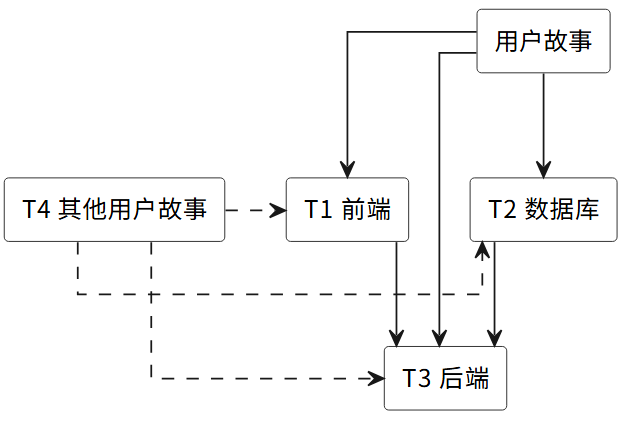 用户故事
T4 其他用户故事
T1 前端
T2 数据库
T3 后端